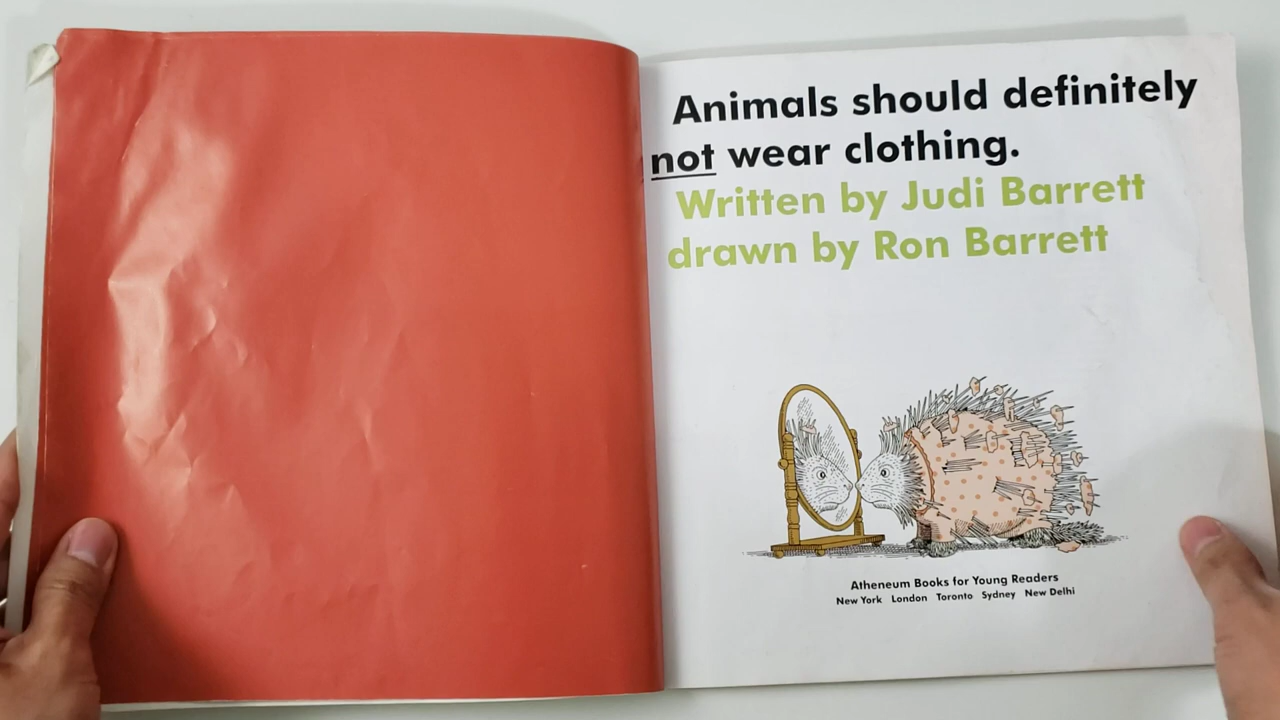 Animals should definitely
not wear clothing.
Written by Judi Barrett
drawn by Ron Barrett
Atheneum Books for Young Readers
New York London Toronto Sydney New Delhi